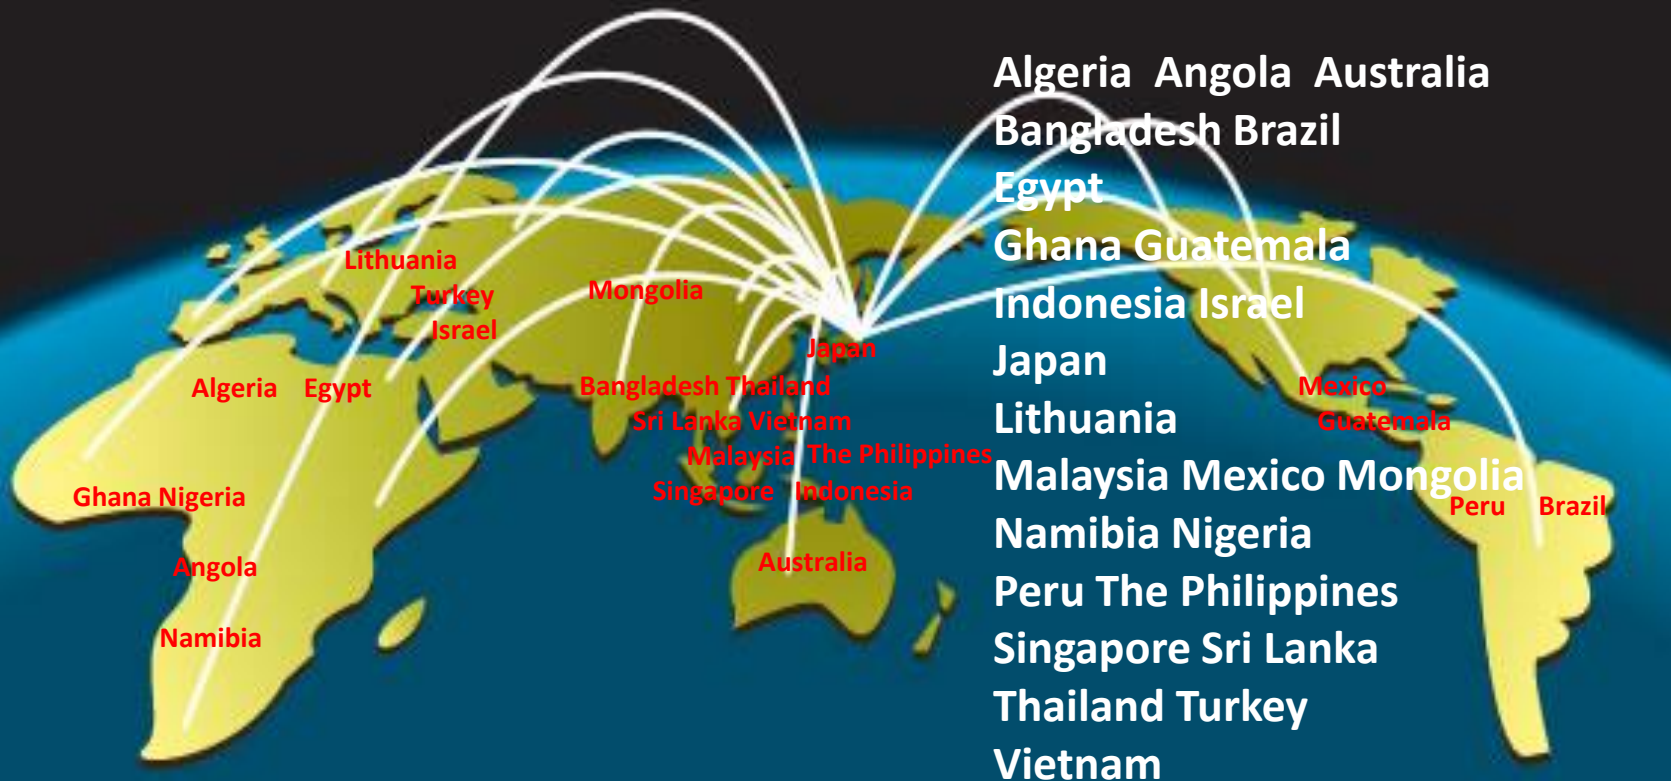 Algeria Angola Australia
Bangladesh Brazil
Egypt
Ghana Guatemala
Indonesia Israel
Japan
Lithuania
Malaysia Mexico Mongolia
Namibia Nigeria
Peru The Philippines
Singapore Sri Lanka
Thailand Turkey
Vietnam
Lithuania
Turkey
Mongolia
Israel
Japan
Algeria Egypt
Bangladesh Thailand
Mexico
Sri Lanka Vietnam
Guatemala
Malaysia The Philippines
Singapore Indonesia
Ghana Nigeria
Peru Brazil
Angola
Australia
Namibia